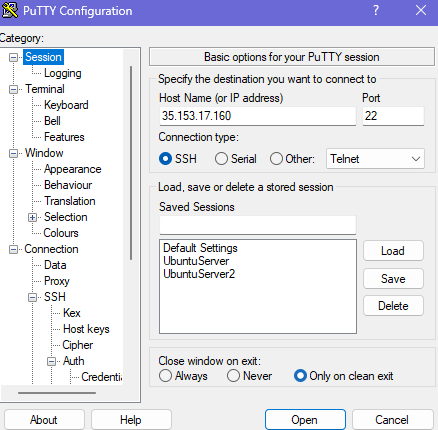 PuTTY Configuration ? ×
Category:
Session
Logging
Terminal
Keyboard
Bell
Features
Window
Appearance
Behaviour
Translation
Selection
Colours
Connection
Data
Proxy
SSH
Kex
Host keys
Cipher
Auth
Basic options for your PuTTY session
Specify the destination you want to connect to
Host Name (or IP address) Port
35.153.17.160 22
Connection type:
SSH Serial Other: Telnet
Load, save or delete a stored session
Saved Sessions
Default Settings
UbuntuServer
UbuntuServer2
Load
Save
Delete
Close window on exit:
Always Never Only on clean exit
About Help Open Cancel